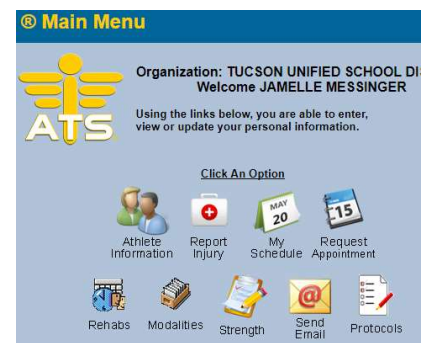 ® Main Menu
Organization: TUCSON UNIFIED SCHOOL DI
Welcome JAMELLE MESSINGER
Using the links below, you are able to enter,
view or update your personal information.
ATS
Click An Option
MAY
20
15
Athlete
Information
Report
Injury
My
Schedule
Request
Appointment
@
Rehabs
Modalities
Strength
Send
Email
Protocols